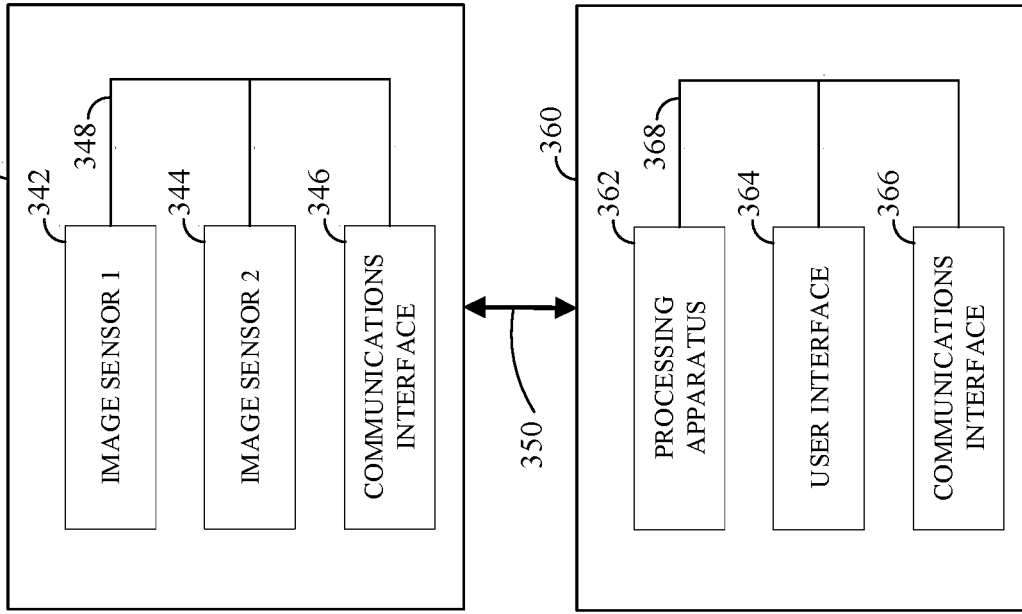 342
348
IMAGE SENSOR 1
344
IMAGE SENSOR 2
346
COMMUNICATIONS
INTERFACE
350
360
362
368
PROCESSING
APPARATUS
364
USER INTERFACE
366
COMMUNICATIONS
INTERFACE